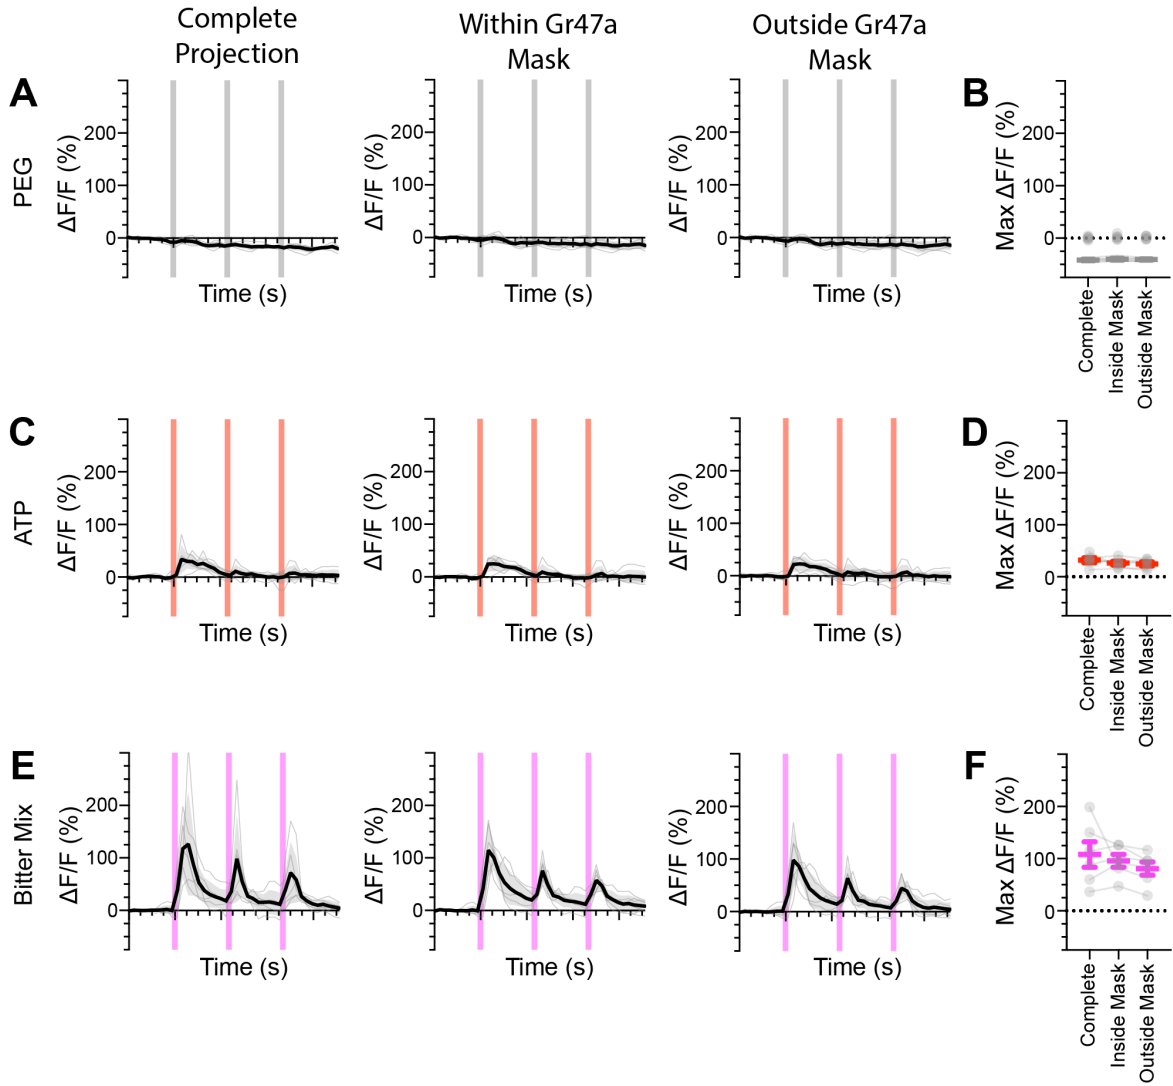 Complete
Projection
Within Gr47a
Mask
Outside Gr47a
Mask
A
PEG
ΔF/F (%)
200
100
0
Time (s)
ΔF/F (%)
200
100
0
Time (s)
ΔF/F (%)
200
100
0
Time (s)
B
Max ΔF/F (%)
200
100
0
Complete
Inside Mask
Outside Mask
C
ATP
ΔF/F (%)
200
100
0
Time (s)
ΔF/F (%)
200
100
0
Time (s)
ΔF/F (%)
200
100
0
Time (s)
D
Max ΔF/F (%)
200
100
0
Complete
Inside Mask
Outside Mask
E
Bitter Mix
ΔF/F (%)
200
100
0
Time (s)
ΔF/F (%)
200
100
0
Time (s)
ΔF/F (%)
200
100
0
Time (s)
F
Max ΔF/F (%)
200
100
0
Complete
Inside Mask
Outside Mask